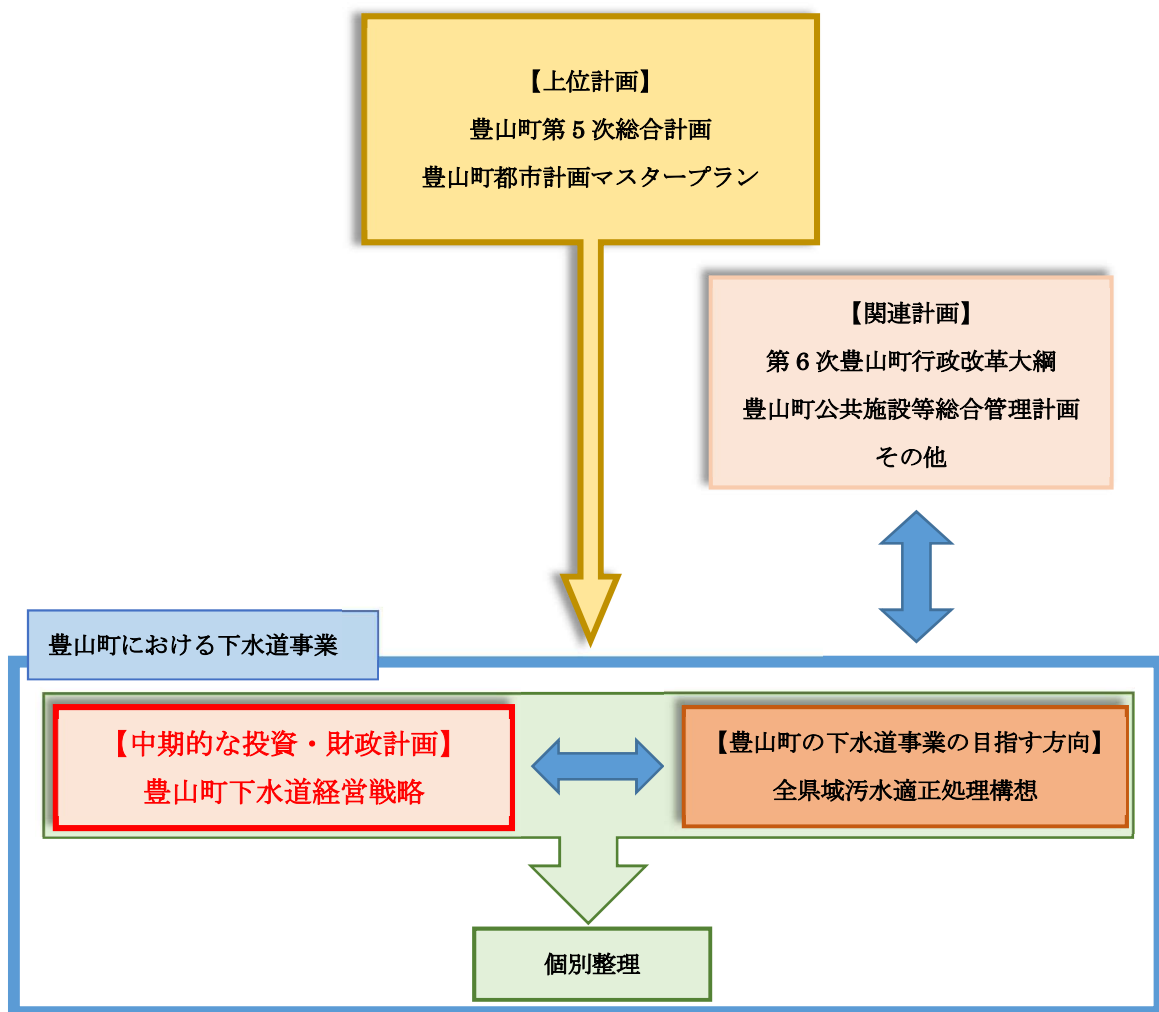 【上位計画】
豊山町第５次総合計画
豊山町都市計画マスタープラン
【関連計画】
第６次豊山町行政改革大綱
豊山町公共施設等総合管理計画
その他
豊山町における下水道事業
【中期的な投資・財政計画】
豊山町下水道経営戦略
【豊山町の下水道事業の目指す方向】
全県域汚水適正処理構想
個別整理